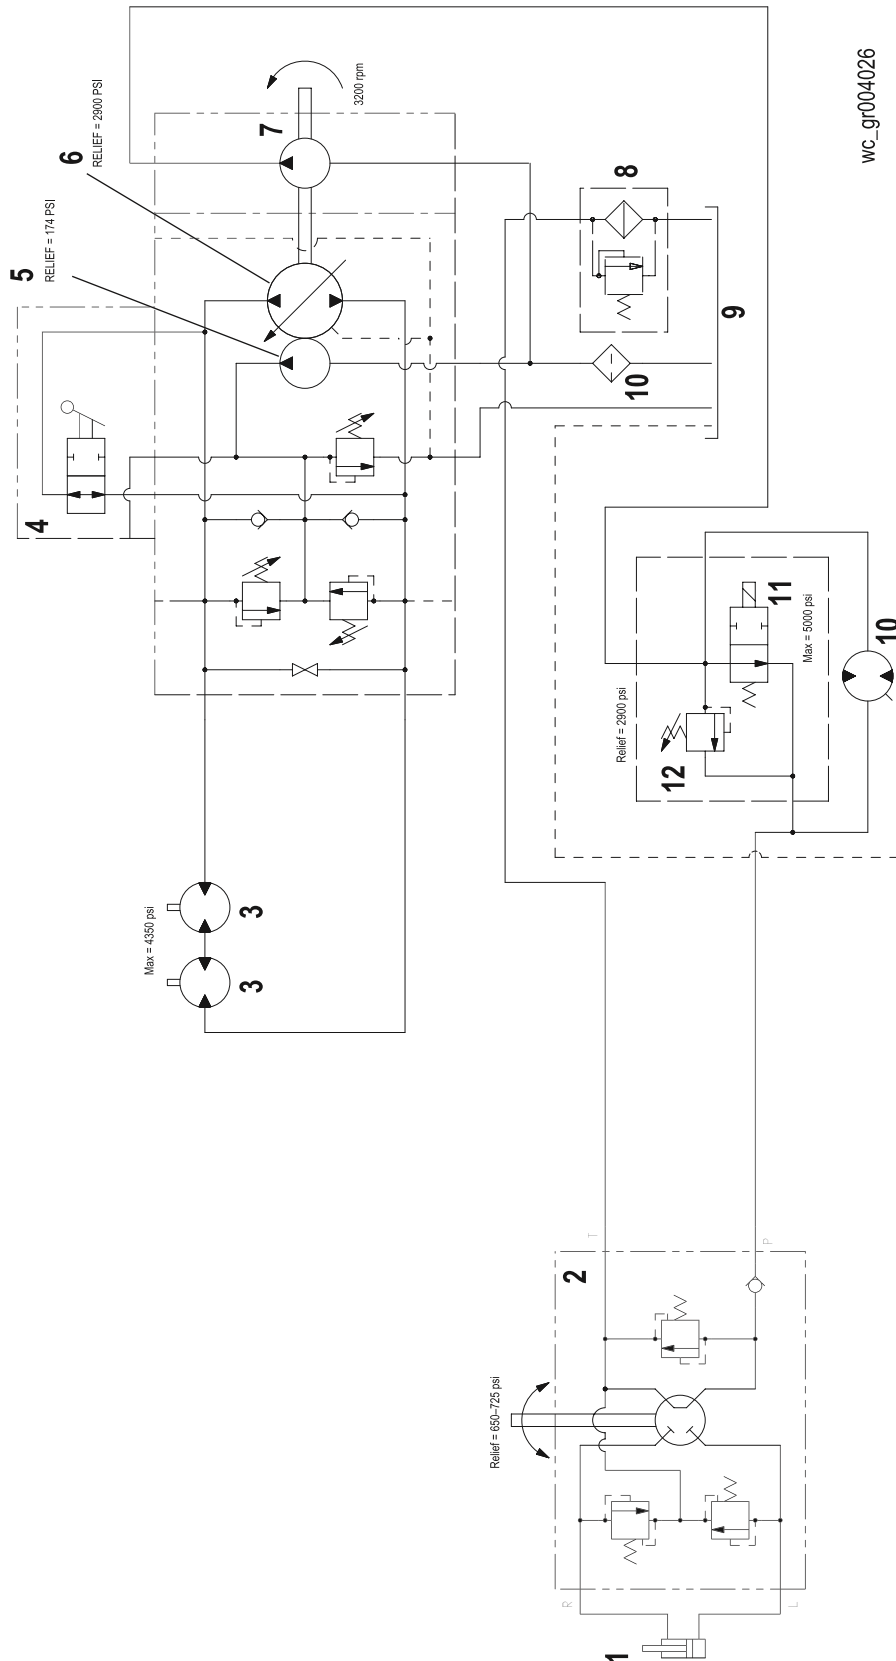 wc_gr004026
3200 rpm
7
6
RELIEF = 2900 PSI
5
RELIEF = 174 PSI
4
8
9
10
11
Max = 5000 psi
10
Relief = 2900 psi
12
Max = 4350 psi
3
3
T
P
2
Relief = 650–725 psi
R
L
1